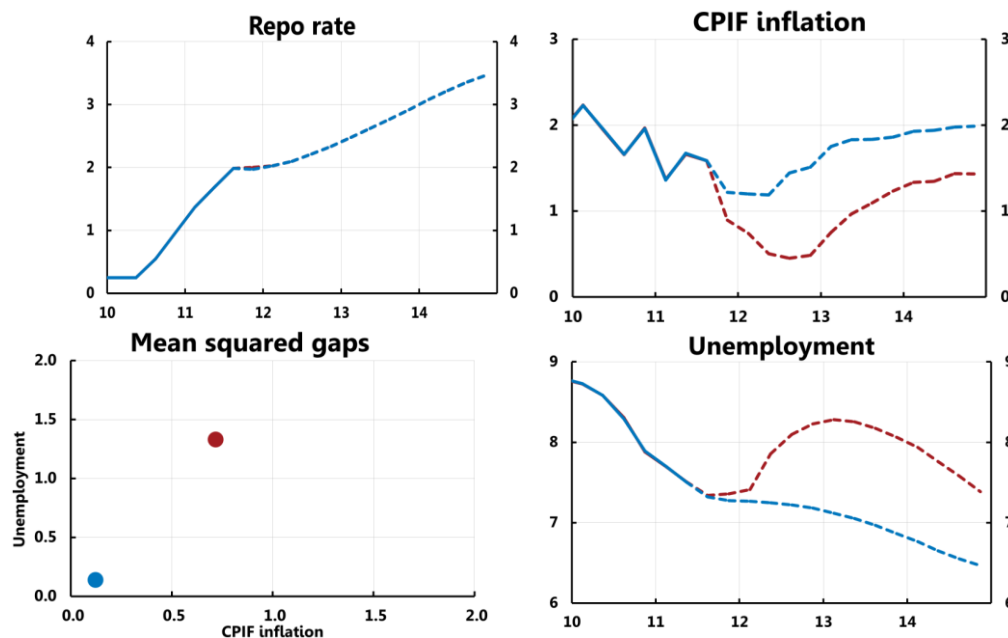 Repo rate
4 4
3 3
2 2
1 1
0 0
10 11 12 13 14
CPIF inflation
3 3
2 2
1 1
0 0
10 11 12 13 14
Mean squared gaps
2.0
1.5
1.0
0.5
0.0
Unemployment
0.0 0.5 1.0 1.5 2.0
CPIF inflation
Unemployment
9 9
8 8
7 7
6 6
10 11 12 13 14